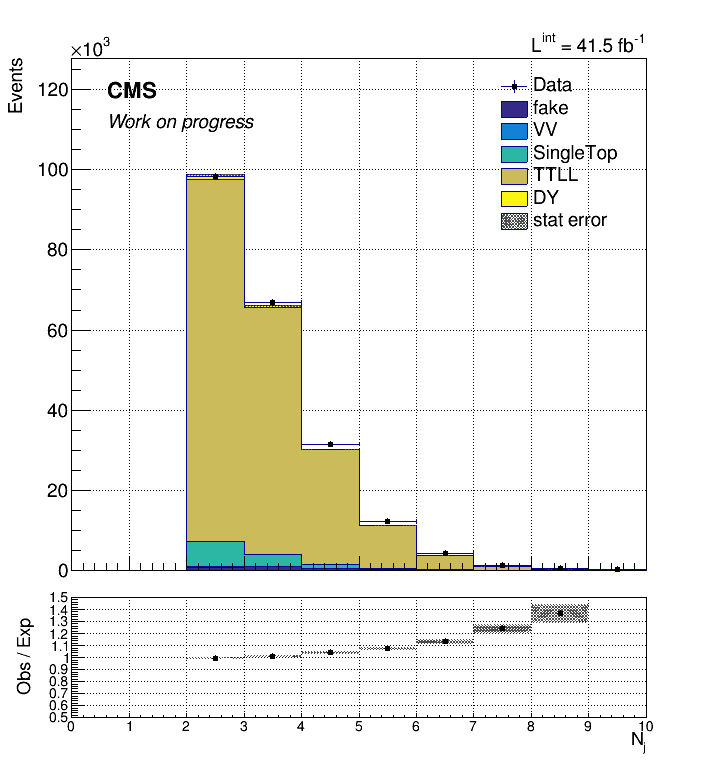 ×10³
L^int = 41.5 fb⁻¹
Events
CMS
Work on progress
Data
fake
VV
SingleTop
TTLL
DY
stat error
120
100
80
60
40
20
0
Obs / Exp
1.5
1.4
1.3
1.2
1.1
1
0.9
0.8
0.7
0.6
0.5
0 1 2 3 4 5 6 7 8 9 10
N_j